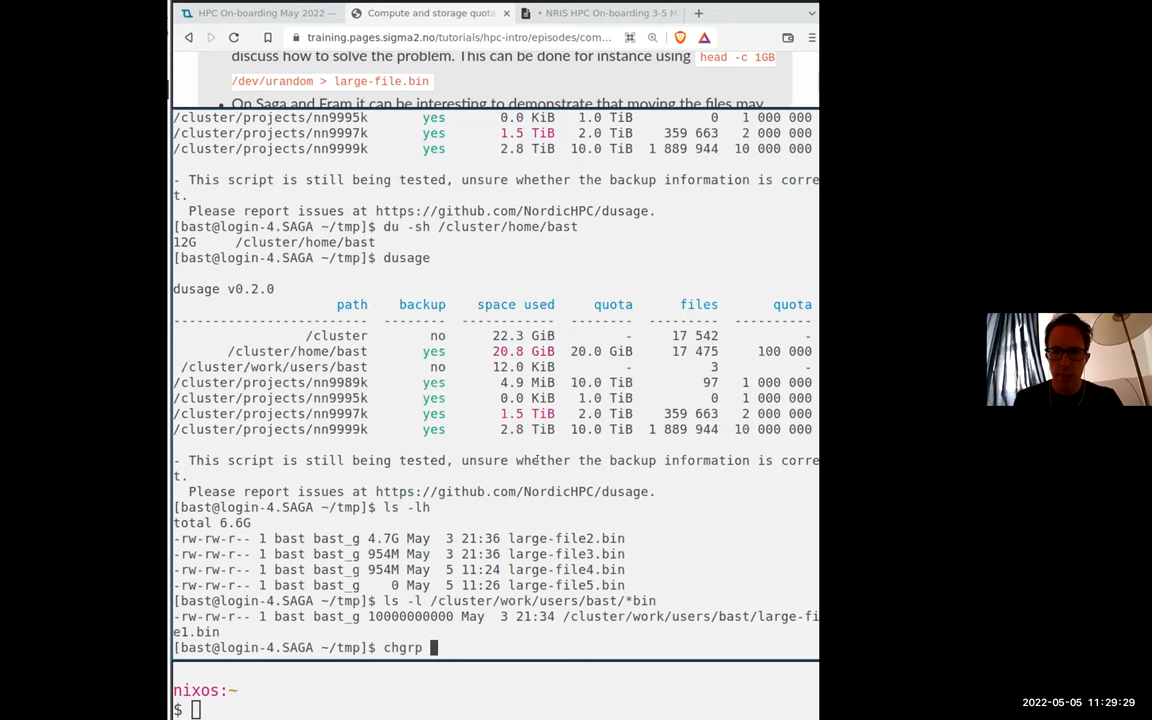 HPC On-boarding May 2022 —
Compute and storage quota
NRIS HPC On-boarding 3-5 M
training.pages.sigma2.no/tutorials/hpc-intro/episodes/com...
discuss how to solve the problem. This can be done for instance using head -c 1GB
/dev/urandom > large-file.bin
• On Saga and Fram it can be interesting to demonstrate that moving the files may
/cluster/projects/nn9995k yes 0.0 KiB 1.0 TiB 0 1 000 000
/cluster/projects/nn9997k yes 1.5 TiB 2.0 TiB 359 663 2 000 000
/cluster/projects/nn9999k yes 2.8 TiB 10.0 TiB 1 889 944 10 000 000
- This script is still being tested, unsure whether the backup information is corre
t.
Please report issues at https://github.com/NordicHPC/dusage.
[bast@login-4.SAGA ~/tmp]$ du -sh /cluster/home/bast
12G /cluster/home/bast
[bast@login-4.SAGA ~/tmp]$ dusage
dusage v0.2.0
path backup space used quota files quota
------------------------ -------- ------------ --------- --------- ------------
/cluster no 22.3 GiB - 17 542 -
/cluster/home/bast yes 20.8 GiB 20.0 GiB 17 475 100 000
/cluster/work/users/bast no 12.0 KiB - 3 -
/cluster/projects/nn9989k yes 4.9 MiB 10.0 TiB 97 1 000 000
/cluster/projects/nn9995k yes 0.0 KiB 1.0 TiB 0 1 000 000
/cluster/projects/nn9997k yes 1.5 TiB 2.0 TiB 359 663 2 000 000
/cluster/projects/nn9999k yes 2.8 TiB 10.0 TiB 1 889 944 10 000 000
- This script is still being tested, unsure whether the backup information is corre
t.
Please report issues at https://github.com/NordicHPC/dusage.
[bast@login-4.SAGA ~/tmp]$ ls -lh
total 6.6G
-rw-rw-r-- 1 bast bast_g 4.7G May 3 21:36 large-file2.bin
-rw-rw-r-- 1 bast bast_g 954M May 3 21:36 large-file3.bin
-rw-rw-r-- 1 bast bast_g 954M May 5 11:24 large-file4.bin
-rw-rw-r-- 1 bast bast_g 0 May 5 11:26 large-file5.bin
[bast@login-4.SAGA ~/tmp]$ ls -l /cluster/work/users/bast/*bin
-rw-rw-r-- 1 bast bast_g 10000000000 May 3 21:34 /cluster/work/users/bast/large-fi
e1.bin
[bast@login-4.SAGA ~/tmp]$ chgrp
nixos:~
$
2022-05-05 11:29:29